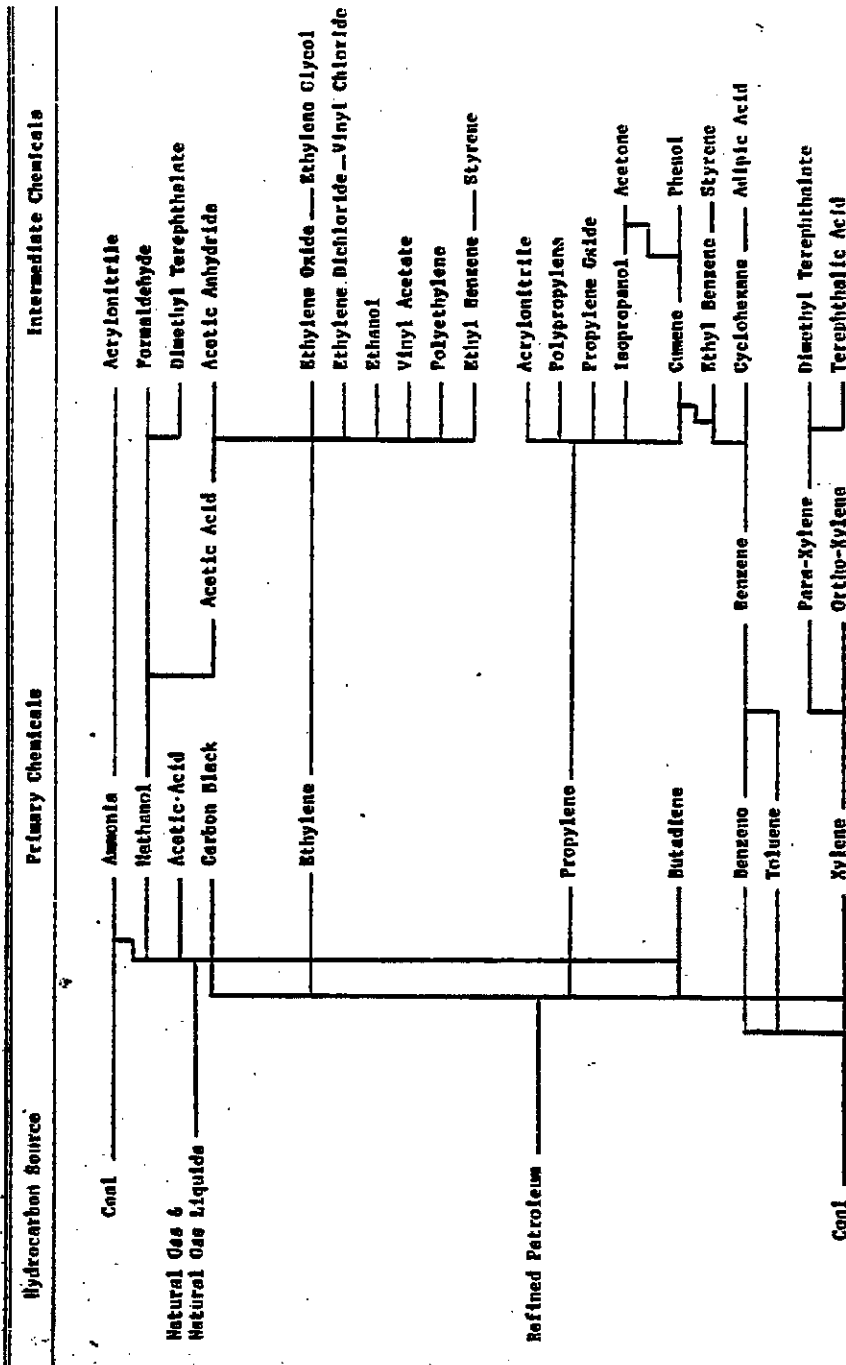 Hydrocarbon Source Primary Chemicals Intermediate Chemicals
Coal Ammonia Acrylonitrile
Methanol Formaldehyde
Natural Gas & Acetic-Acid Dimethyl Terephthalate
Natural Gas Liquids Carbon Black Acetic Acid Acetic Anhydride
Ethylene Ethylene Oxide Ethylene Glycol
Ethylene Dichloride Vinyl Chloride
Ethanol
Vinyl Acetate
Polyethylene
Ethyl Benzene Styrene
Refined Petroleum Acrylonitrile
Propylene Polypropylene
Propylene Oxide
Isopropanol Acetone
Butadiene Cumene Phenol
Ethyl Benzene Styrene
Benzene Benzene Cyclohexane Adipic Acid
Toluene
Para-Xylene Dimethyl Terephthalate
Coal Xylene Ortho-Xylene Terephthalic Acid